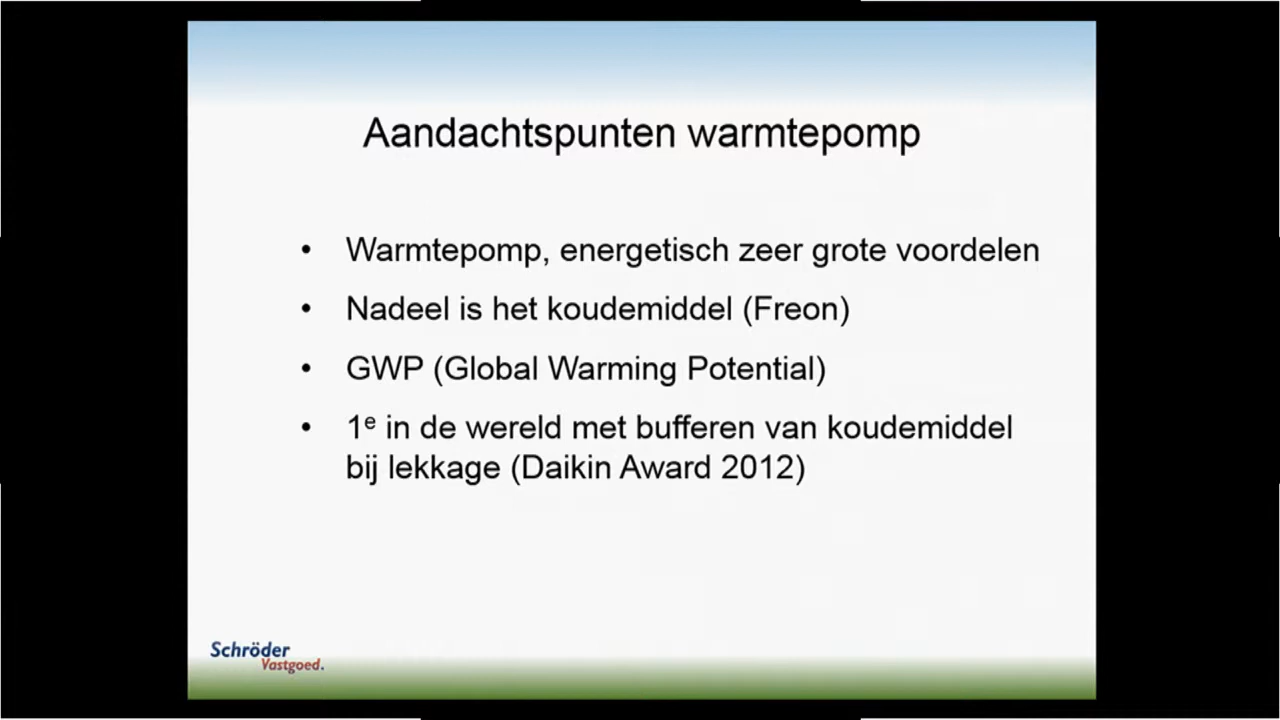 Aandachtspunten warmtepomp
• Warmtepomp, energetisch zeer grote voordelen
• Nadeel is het koudemiddel (Freon)
• GWP (Global Warming Potential)
• 1e in de wereld met bufferen van koudemiddel
bij lekkage (Daikin Award 2012)
Schröder
Vastgoed.